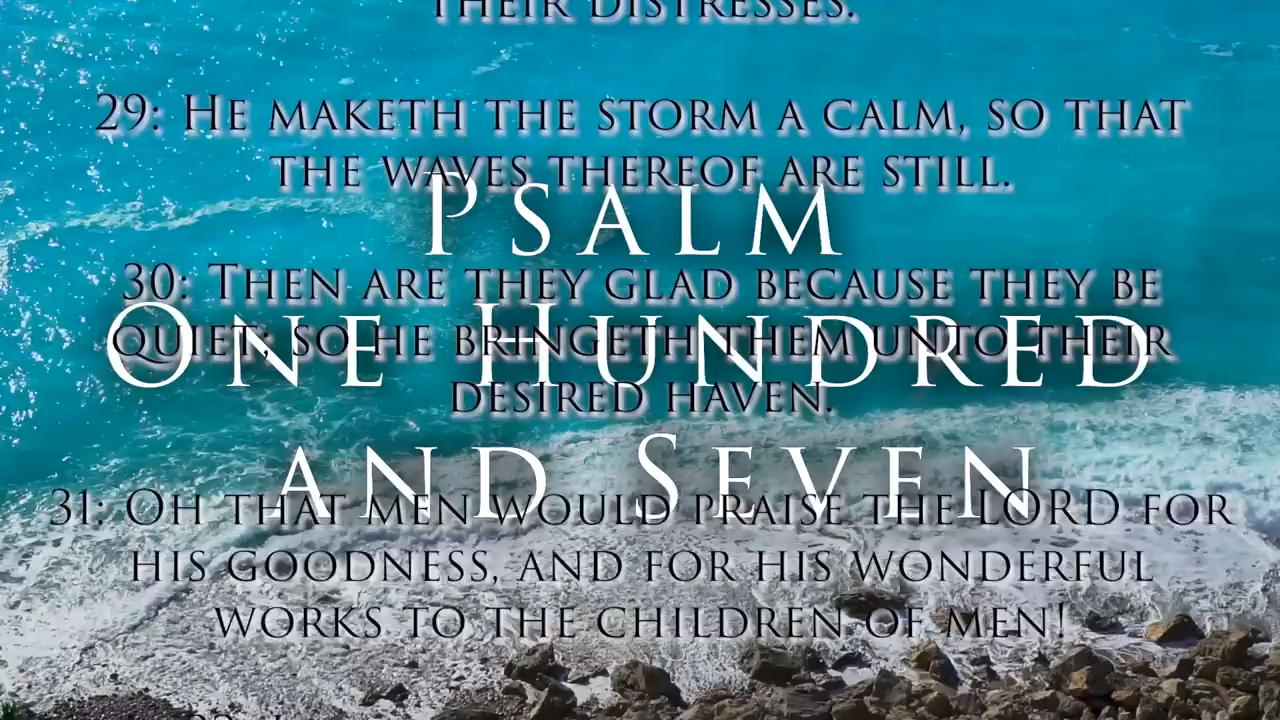 THEIR DISTRESSES.
29: HE MAKETH THE STORM A CALM, SO THAT
THE WAVES THEREOF ARE STILL.
PSALM
30: THEN ARE THEY GLAD BECAUSE THEY BE
ONE HUNDRED
QUIET; SO HE BRINGETH THEM UNTO THEIR
DESIRED HAVEN.
AND SEVEN
31: OH THAT MEN WOULD PRAISE THE LORD FOR
HIS GOODNESS, AND FOR HIS WONDERFUL
WORKS TO THE CHILDREN OF MEN!